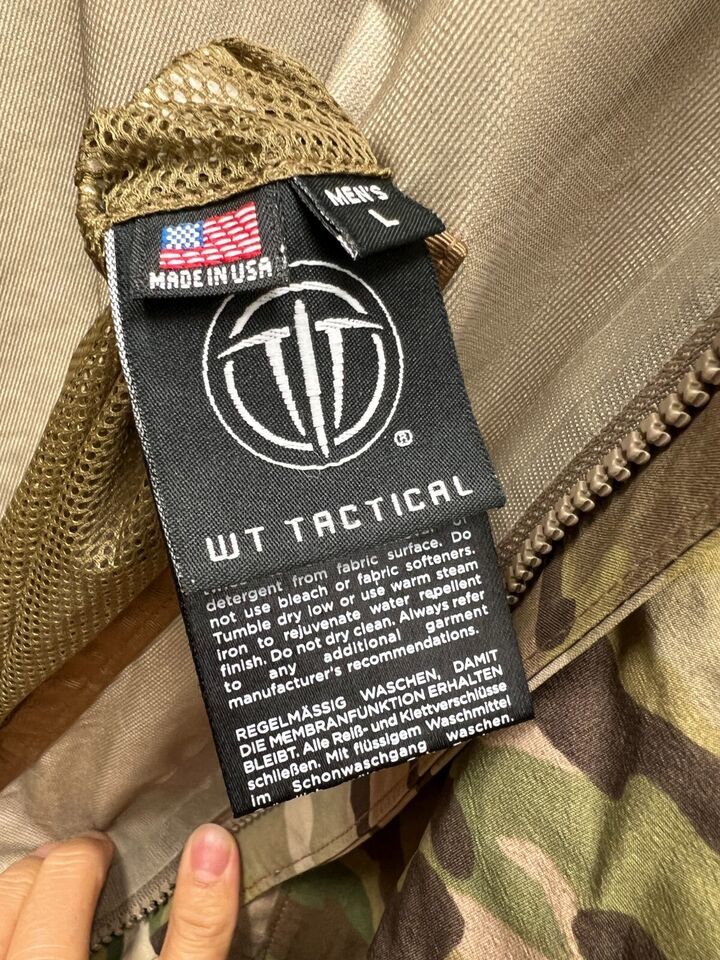 MADE IN USA
MEN'S
L
®
WT TACTICAL
detergent from fabric surface. Do
not use bleach or fabric softeners.
Tumble dry low or use warm steam
iron to rejuvenate water repellent
finish. Do not dry clean. Always refer
to any additional garment
manufacturer's recommendations.
REGELMÄSSIG WASCHEN, DAMIT
DIE MEMBRANFUNKTION ERHALTEN
BLEIBT. Alle Reiß- und Klettverschlüsse
schließen. Mit flüssigem Waschmittel
im Schonwaschgang waschen.